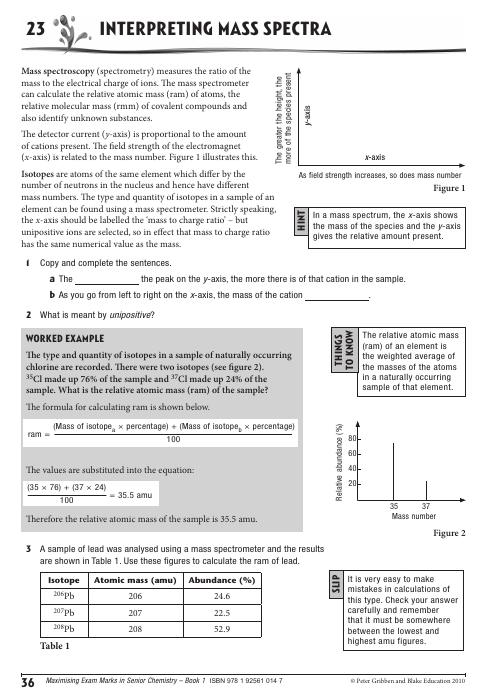 23 INTERPRETING MASS SPECTRA
Mass spectroscopy (spectrometry) measures the ratio of the
mass to the electrical charge of ions. The mass spectrometer
can calculate the relative atomic mass (ram) of atoms, the
relative molecular mass (rmm) of covalent compounds and
also identify unknown substances.
The detector current (y-axis) is proportional to the amount
of cations present. The field strength of the electromagnet
(x-axis) is related to the mass number. Figure 1 illustrates this.
Isotopes are atoms of the same element which differ by the
number of neutrons in the nucleus and hence have different
mass numbers. The type and quantity of isotopes in a sample of an
element can be found using a mass spectrometer. Strictly speaking,
the x-axis should be labelled the 'mass to charge ratio' – but
unipositive ions are selected, so in effect that mass to charge ratio
has the same numerical value as the mass.
The greater the height, the
more of the species present
y-axis
x-axis
As field strength increases, so does mass number
Figure 1
HINT
In a mass spectrum, the x-axis shows
the mass of the species and the y-axis
gives the relative amount present.
1 Copy and complete the sentences.
a The ____________ the peak on the y-axis, the more there is of that cation in the sample.
b As you go from left to right on the x-axis, the mass of the cation ____________.
2 What is meant by unipositive?
WORKED EXAMPLE
The type and quantity of isotopes in a sample of naturally occurring
chlorine are recorded. There were two isotopes (see figure 2).
³⁵Cl made up 76% of the sample and ³⁷Cl made up 24% of the
sample. What is the relative atomic mass (ram) of the sample?
The formula for calculating ram is shown below.
ram = (Mass of isotopeₐ × percentage) + (Mass of isotope_b × percentage)
100
The values are substituted into the equation:
(35 × 76) + (37 × 24)
100
= 35.5 amu
Therefore the relative atomic mass of the sample is 35.5 amu.
THINGS
TO KNOW
The relative atomic mass
(ram) of an element is
the weighted average of
the masses of the atoms
in a naturally occurring
sample of that element.
Relative abundance (%)
80
60
40
20
35 37
Mass number
Figure 2
3 A sample of lead was analysed using a mass spectrometer and the results
are shown in Table 1. Use these figures to calculate the ram of lead.
Isotope Atomic mass (amu) Abundance (%)
²⁰⁶Pb 206 24.6
²⁰⁷Pb 207 22.5
²⁰⁸Pb 208 52.9
Table 1
SLIP
It is very easy to make
mistakes in calculations of
this type. Check your answer
carefully and remember
that it must be somewhere
between the lowest and
highest amu figures.
36 Maximising Exam Marks in Senior Chemistry – Book 1 ISBN 978 1 92561 014 7
© Peter Gribben and Blake Education 2010